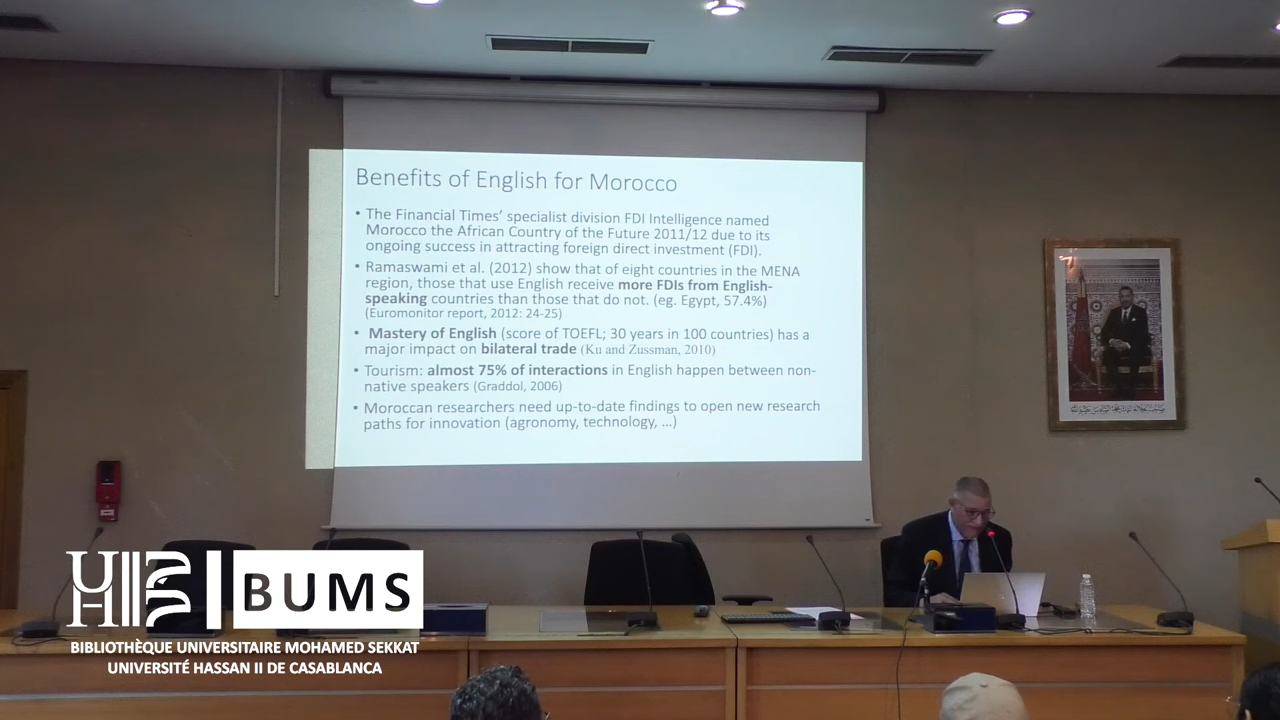 Benefits of English for Morocco
• The Financial Times’ specialist division FDI Intelligence named
Morocco the African Country of the Future 2011/12 due to its
ongoing success in attracting foreign direct investment (FDI).
• Ramaswami et al. (2012) show that of eight countries in the MENA
region, those that use English receive more FDIs from English-
speaking countries than those that do not. (eg. Egypt, 57.4%)
(Euromonitor report, 2012: 24-25)
• Mastery of English (score of TOEFL; 30 years in 100 countries) has a
major impact on bilateral trade (Ku and Zussman, 2010)
• Tourism: almost 75% of interactions in English happen between non-
native speakers (Graddol, 2006)
• Moroccan researchers need up-to-date findings to open new research
paths for innovation (agronomy, technology, ...)
UH
BUMS
BIBLIOTHÈQUE UNIVERSITAIRE MOHAMED SEKKAT
UNIVERSITÉ HASSAN II DE CASABLANCA